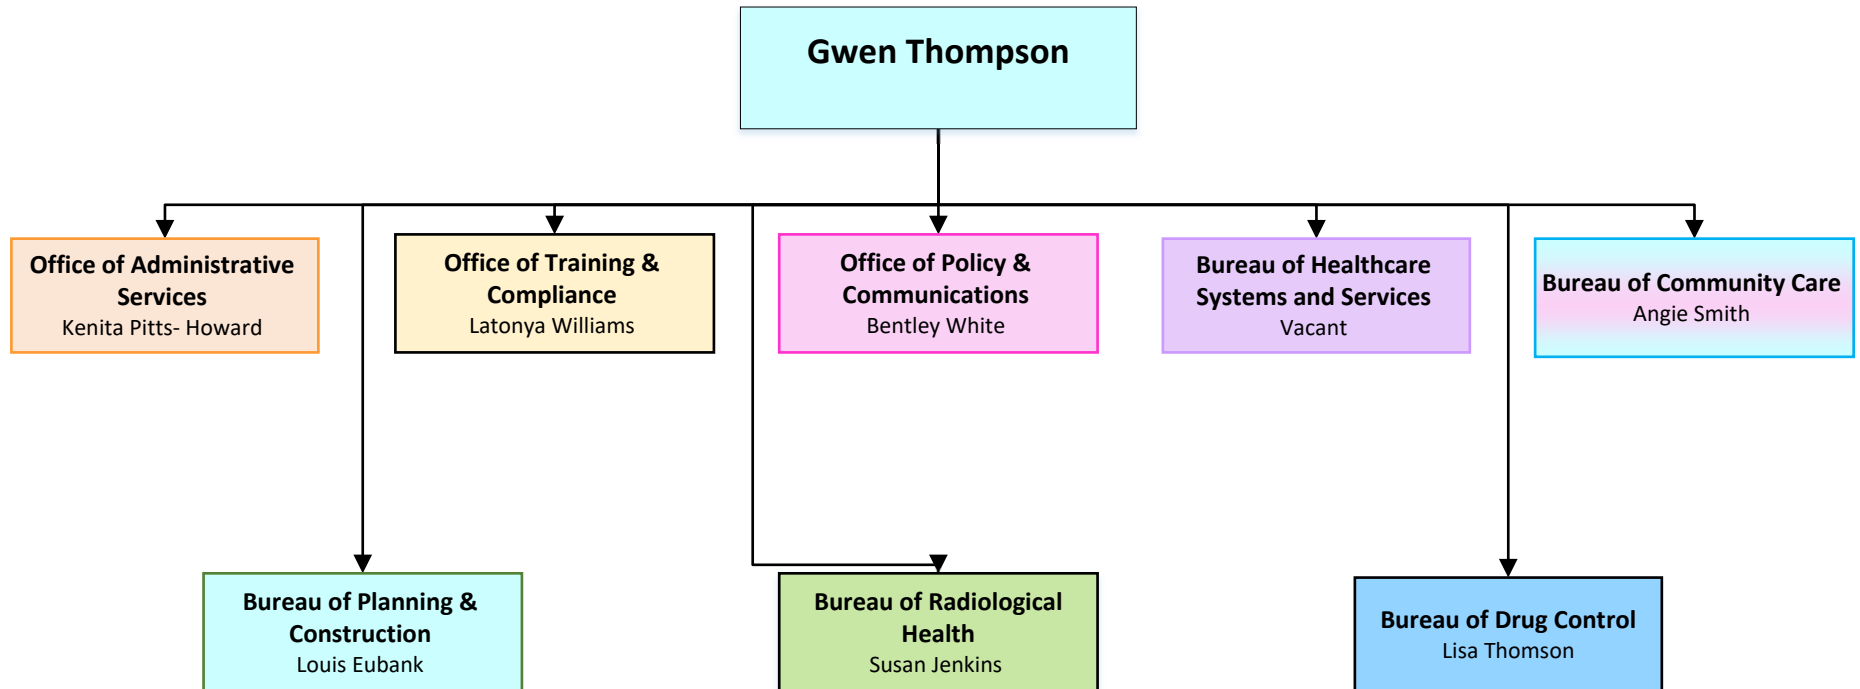 Gwen Thompson
Office of Administrative
Services
Kenita Pitts- Howard
Office of Training &
Compliance
Latonya Williams
Office of Policy &
Communications
Bentley White
Bureau of Healthcare
Systems and Services
Vacant
Bureau of Community Care
Angie Smith
Bureau of Planning &
Construction
Louis Eubank
Bureau of Radiological
Health
Susan Jenkins
Bureau of Drug Control
Lisa Thomson